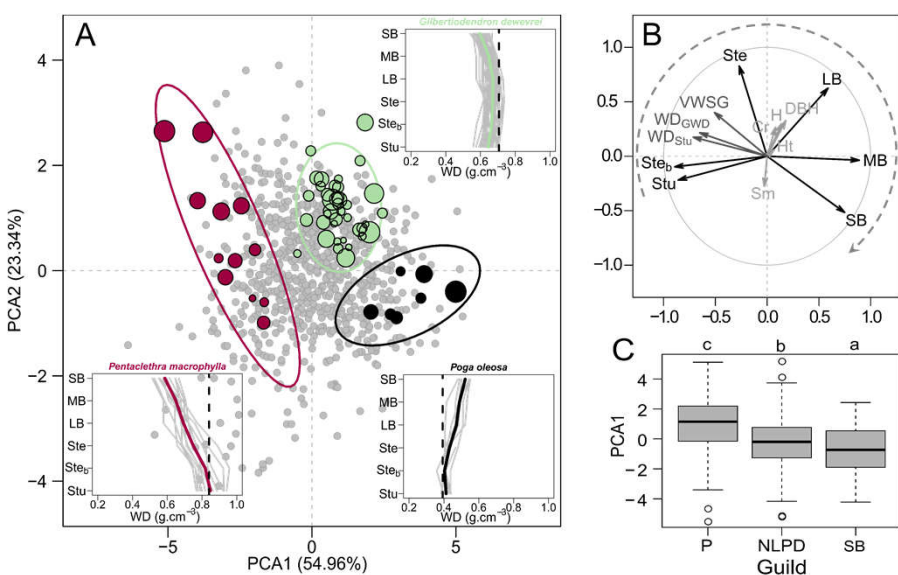 A
Gilbertiodendron dewevrei
SB
MB
LB
Ste
Ste_b
Stu
0.2 0.4 0.6 0.8 1.0
WD (g.cm⁻³)
Pentaclethra macrophylla
SB
MB
LB
Ste
Ste_b
Stu
0.2 0.4 0.6 0.8 1.0
WD (g.cm⁻³)
Poga oleosa
SB
MB
LB
Ste
Ste_b
Stu
0.2 0.4 0.6 0.8 1.0
WD (g.cm⁻³)
4
2
0
−2
−4
PCA2 (23.34%)
−5 0 5
PCA1 (54.96%)
B
1.0
0.5
0.0
−0.5
−1.0
Ste
LB
VWSG
H
DBH
Cr
WD_GWD
WD_Stu
Ht
Ste_b
MB
Stu
Sm
SB
−1.0 −0.5 0.0 0.5 1.0
C
c b a
4
2
0
−2
−4
PCA1
P NLPD SB
Guild